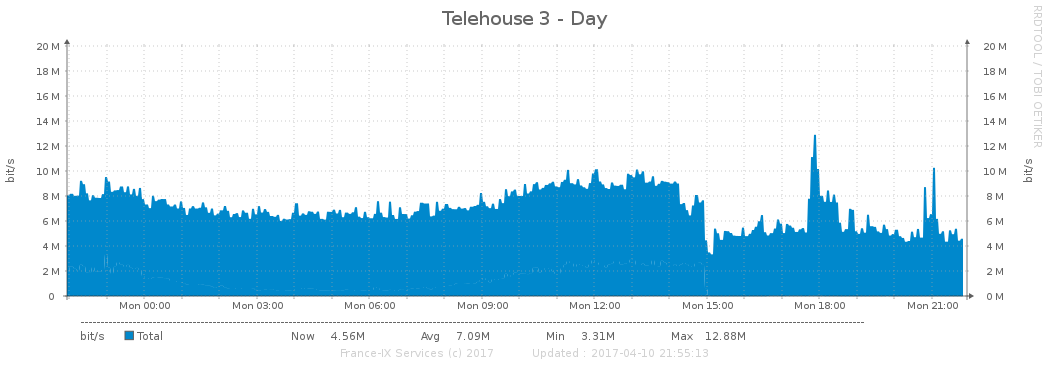 Telehouse 3 - Day
RRDTOOL / TOBI OETIKER
20 M 20 M
18 M 18 M
16 M 16 M
14 M 14 M
12 M 12 M
10 M 10 M
8 M 8 M
6 M 6 M
4 M 4 M
2 M 2 M
0 0 M
bit/s bit/s
Mon 00:00 Mon 03:00 Mon 06:00 Mon 09:00 Mon 12:00 Mon 15:00 Mon 18:00 Mon 21:00
bit/s Total Now 4.56M Avg 7.09M Min 3.31M Max 12.88M
France-IX Services (c) 2017 Updated : 2017-04-10 21:55:13